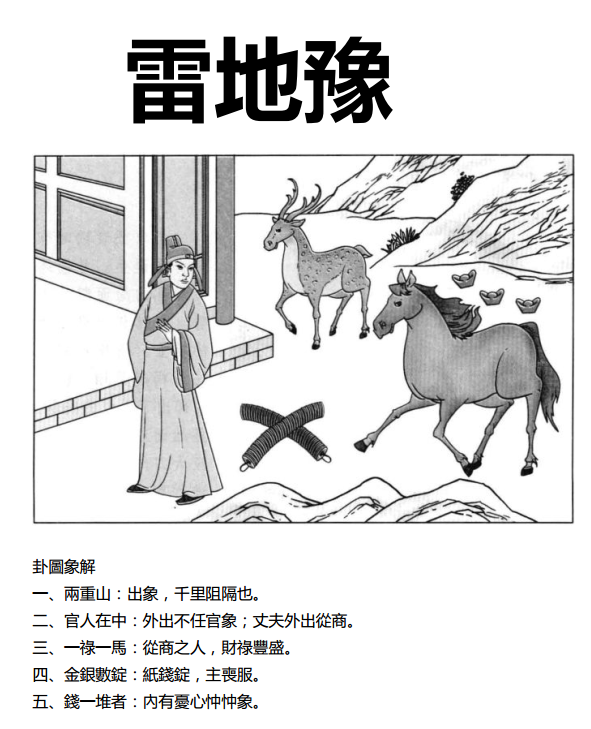 雷地豫
卦圖象解
一、兩重山：出象，千里阻隔也。
二、官人在中：外出不任官象；丈夫外出從商。
三、一祿一馬：從商之人，財祿豐盛。
四、金銀數錠：紙錢錠，主喪服。
五、錢一堆者：內有憂心忡忡象。